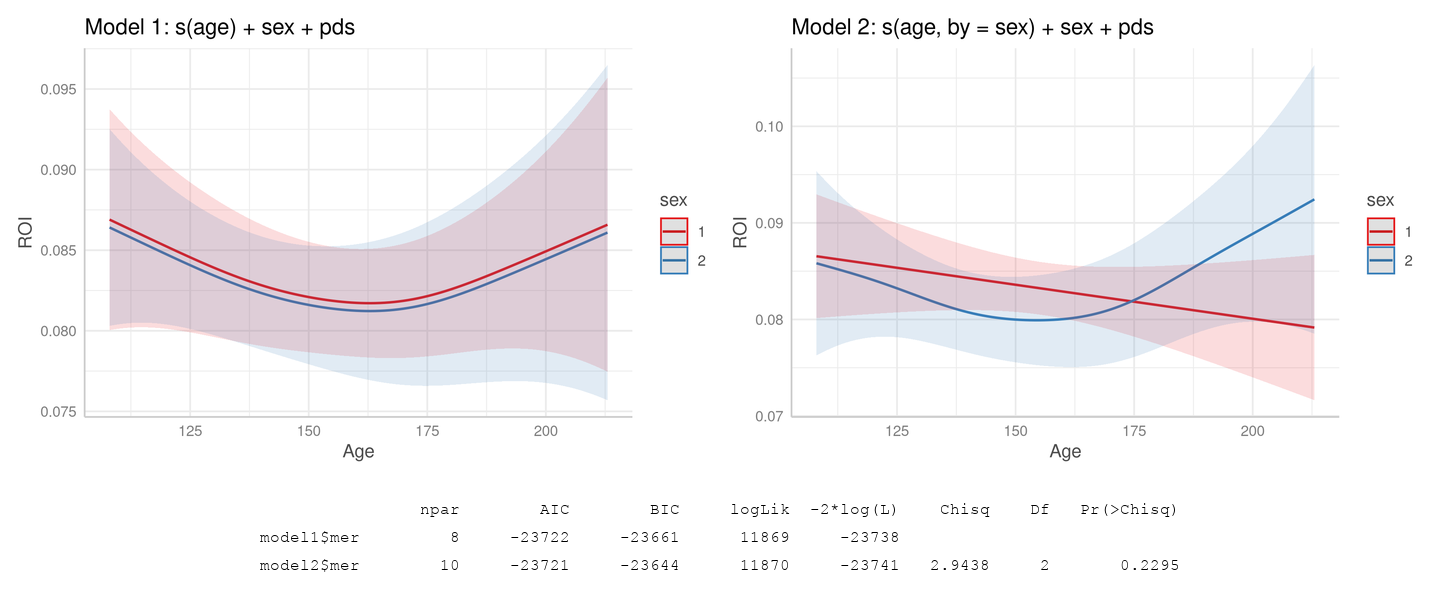 Model 1: s(age) + sex + pds
ROI
0.095
0.090
0.085
0.080
0.075
125 150 175 200
Age
sex
1
2
Model 2: s(age, by = sex) + sex + pds
ROI
0.10
0.09
0.08
0.07
125 150 175 200
Age
sex
1
2
npar AIC BIC logLik -2*log(L) Chisq Df Pr(>Chisq)
model1$mer 8 -23722 -23661 11869 -23738
model2$mer 10 -23721 -23644 11870 -23741 2.9438 2 0.2295